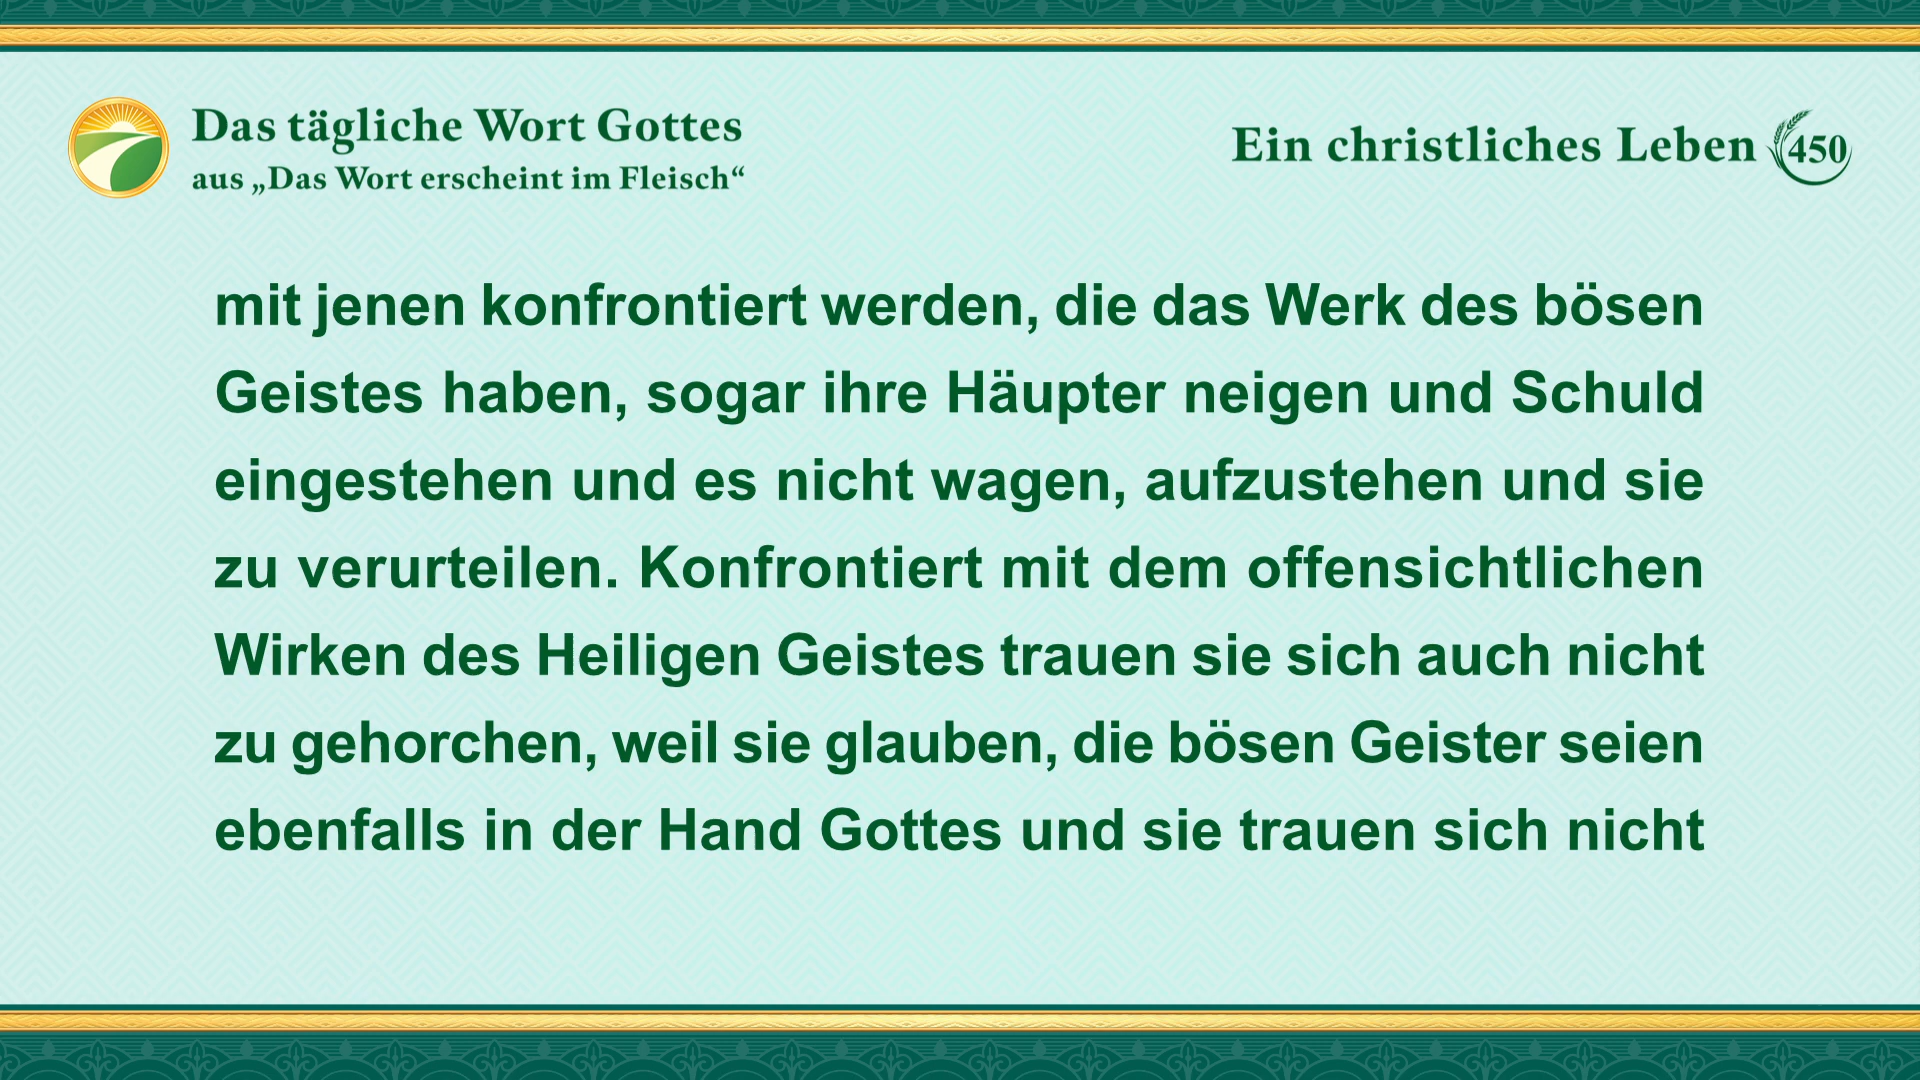 Das tägliche Wort Gottes
aus „Das Wort erscheint im Fleisch“
Ein christliches Leben 450
mit jenen konfrontiert werden, die das Werk des bösen
Geistes haben, sogar ihre Häupter neigen und Schuld
eingestehen und es nicht wagen, aufzustehen und sie
zu verurteilen. Konfrontiert mit dem offensichtlichen
Wirken des Heiligen Geistes trauen sie sich auch nicht
zu gehorchen, weil sie glauben, die bösen Geister seien
ebenfalls in der Hand Gottes und sie trauen sich nicht